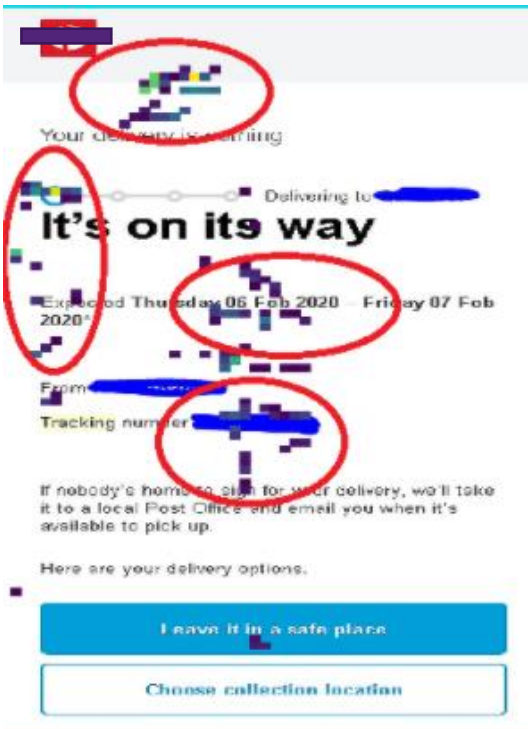 Your delivery is coming
Delivering to
It's on its way
Expected Thursday 06 Feb 2020 – Friday 07 Feb
2020*
From
Tracking number
If nobody's home to sign for your delivery, we'll take
it to a local Post Office and email you when it's
available to pick up.
Here are your delivery options.
Leave it in a safe place
Choose collection location